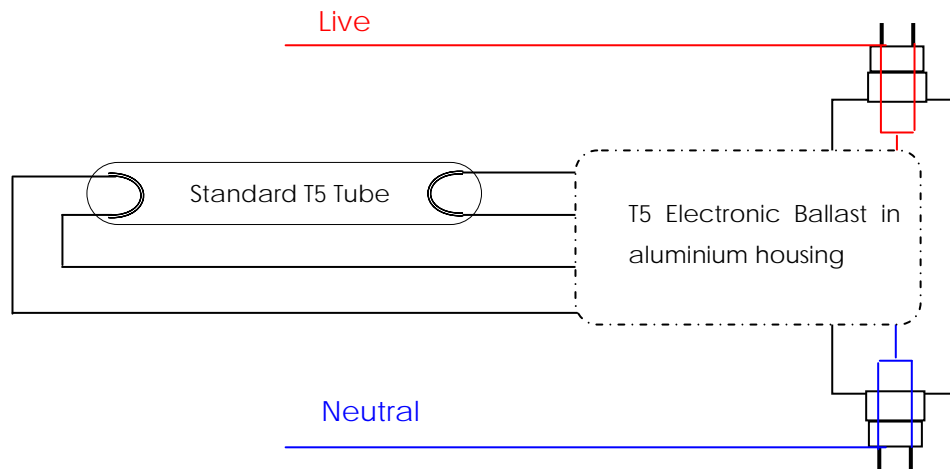 Live
Standard T5 Tube
T5 Electronic Ballast in
aluminium housing
Neutral